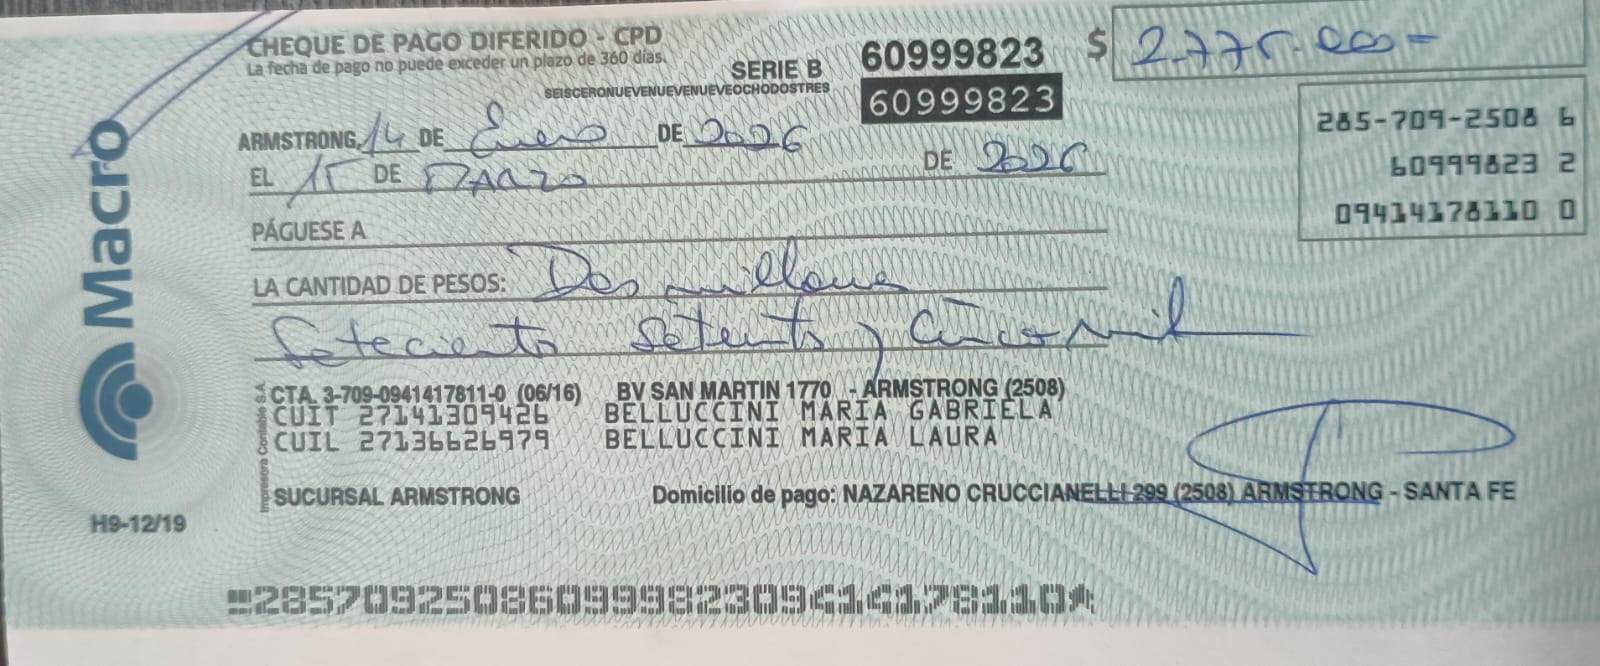 CHEQUE DE PAGO DIFERIDO - CPD
La fecha de pago no puede exceder un plazo de 360 días.
SERIE B
SEISCERONUEVENUEVENUEVEOCHODOSTRES
60999823
60999823
$ 2.775.000=
285-709-2508 6
60999823 2
09414178110 0
ARMSTRONG, 14 DE Enero DE 2026
EL 15 DE MARZO DE 2026
PÁGUESE A
LA CANTIDAD DE PESOS: Dos millones
Setecientos Setenta y cinco mil
Macro
CTA. 3-709-0941417811-0 (06/16) BV SAN MARTIN 1770 - ARMSTRONG (2508)
CUIT 27141309426 BELLUCCINI MARIA GABRIELA
CUIL 27136626979 BELLUCCINI MARIA LAURA
Impresora Contable S.A.
SUCURSAL ARMSTRONG Domicilio de pago: NAZARENO CRUCCIANELLI 299 (2508) ARMSTRONG - SANTA FE
H9-12/19
28570925086099982309414178110